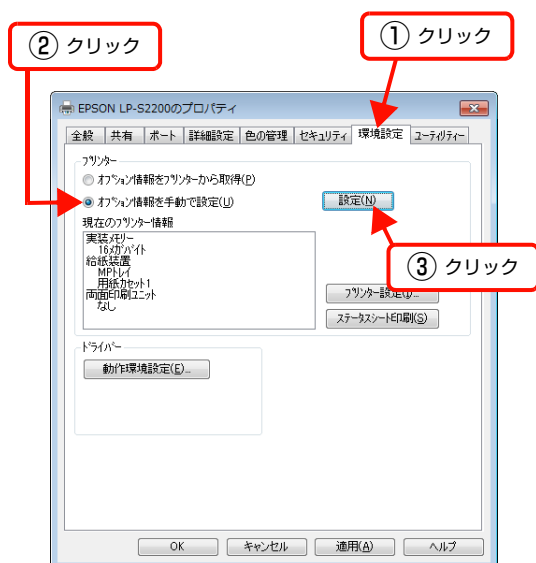 ① クリック
② クリック
EPSON LP-S2200のプロパティ
全般 共有 ポート 詳細設定 色の管理 セキュリティ 環境設定 ユーティリティー
プリンター
オプション情報をプリンターから取得(P)
オプション情報を手動で設定(U)
設定(N)
現在のプリンター情報
実装メモリー
16メガバイト
給紙装置
MPトレイ
用紙カセット1
両面印刷ユニット
なし
③ クリック
プリンター設定(I)...
ステータスシート印刷(S)
ドライバー
動作環境設定(E)...
OK キャンセル 適用(A) ヘルプ